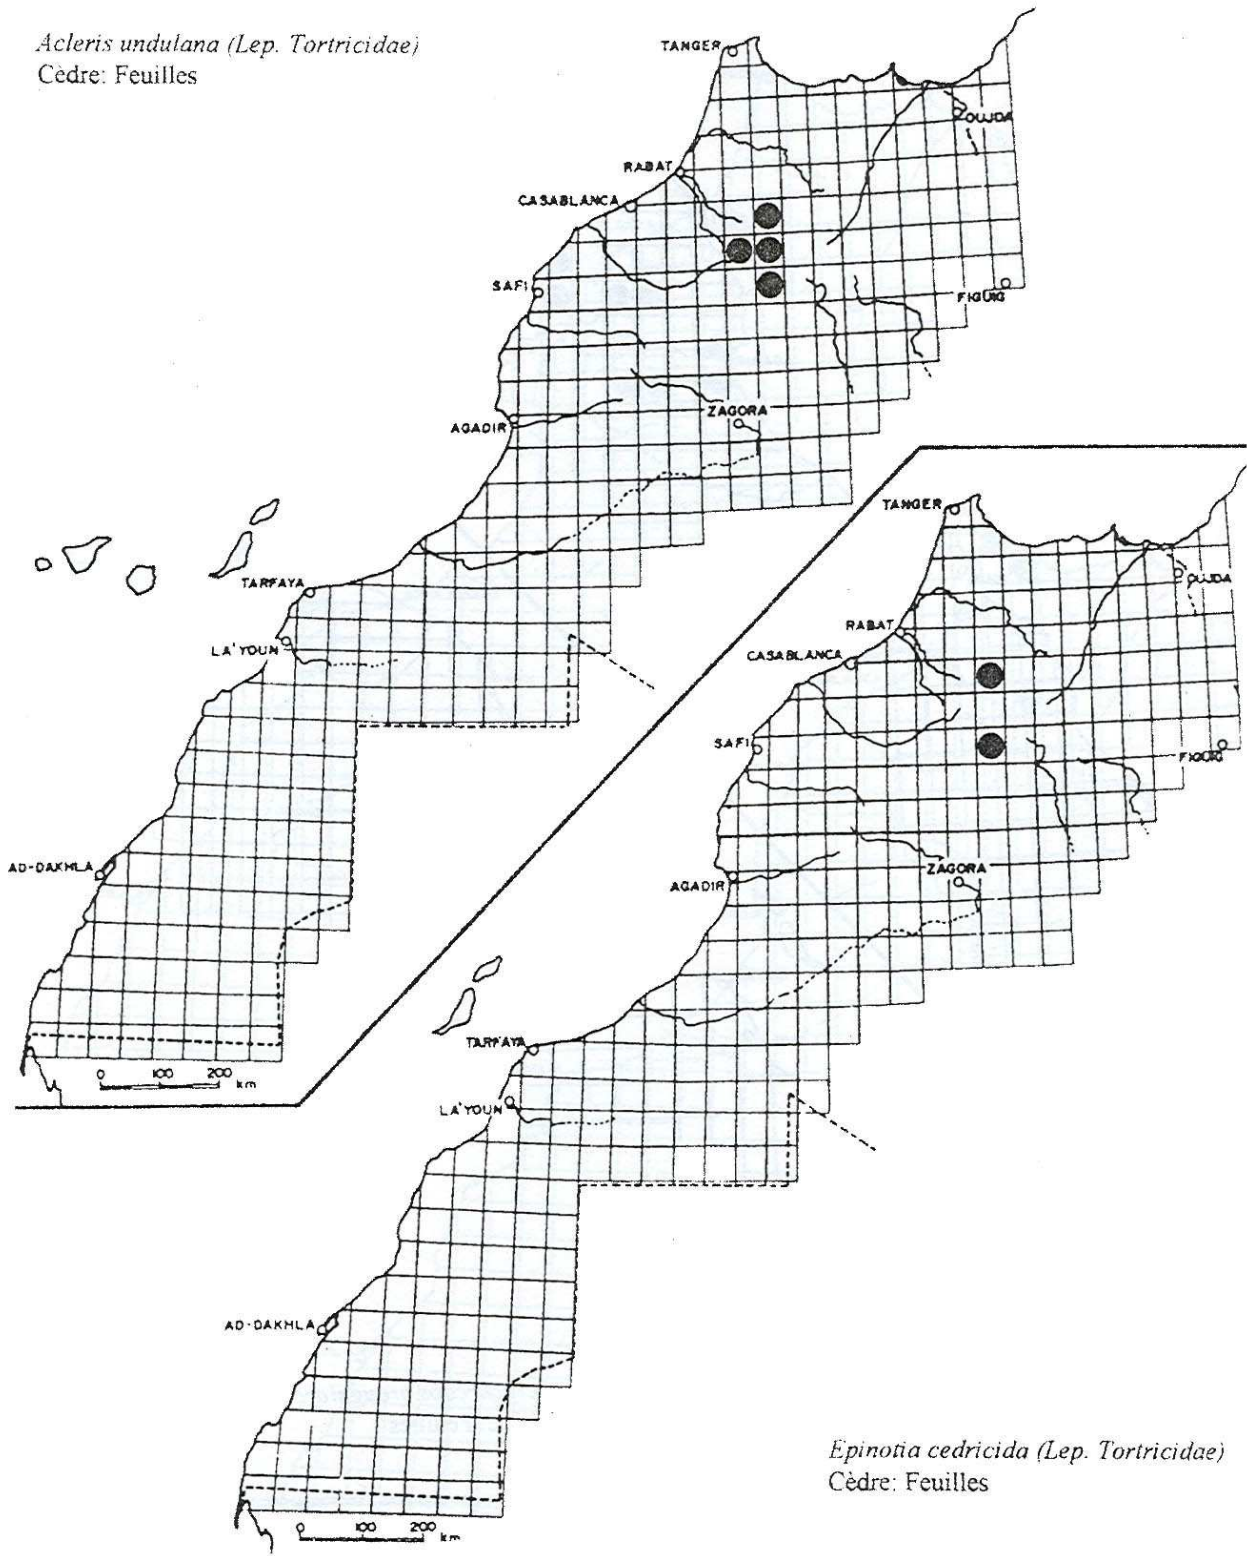 Acleris undulana (Lep. Tortricidae)
Cèdre: Feuilles
TANGER
OUJDA
RABAT
CASABLANCA
SAFI
FIGUIG
ZAGORA
AGADIR
TARFAYA
LA'YOUN
AD-DAKHLA
0 100 200 km
TANGER
OUJDA
RABAT
CASABLANCA
SAFI
FIGUIG
ZAGORA
AGADIR
TARFAYA
LA'YOUN
AD-DAKHLA
0 100 200 km
Epinotia cedricida (Lep. Tortricidae)
Cèdre: Feuilles